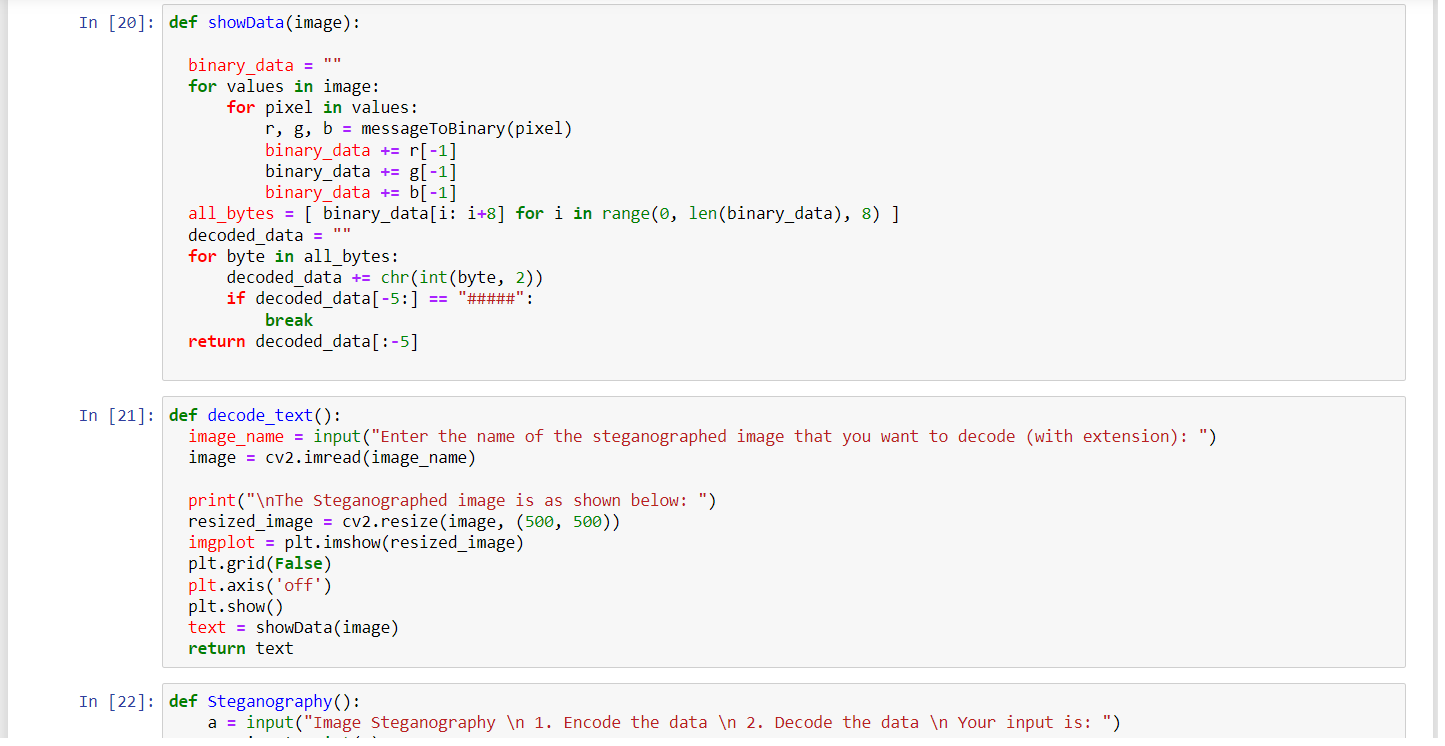 In [20]: def showData(image):
binary_data = ""
for values in image:
for pixel in values:
r, g, b = messageToBinary(pixel)
binary_data += r[-1]
binary_data += g[-1]
binary_data += b[-1]
all_bytes = [ binary_data[i: i+8] for i in range(0, len(binary_data), 8) ]
decoded_data = ""
for byte in all_bytes:
decoded_data += chr(int(byte, 2))
if decoded_data[-5:] == "#####":
break
return decoded_data[:-5]
In [21]: def decode_text():
image_name = input("Enter the name of the steganographed image that you want to decode (with extension): ")
image = cv2.imread(image_name)
print("\nThe Steganographed image is as shown below: ")
resized_image = cv2.resize(image, (500, 500))
imgplot = plt.imshow(resized_image)
plt.grid(False)
plt.axis('off')
plt.show()
text = showData(image)
return text
In [22]: def Steganography():
a = input("Image Steganography \n 1. Encode the data \n 2. Decode the data \n Your input is: ")